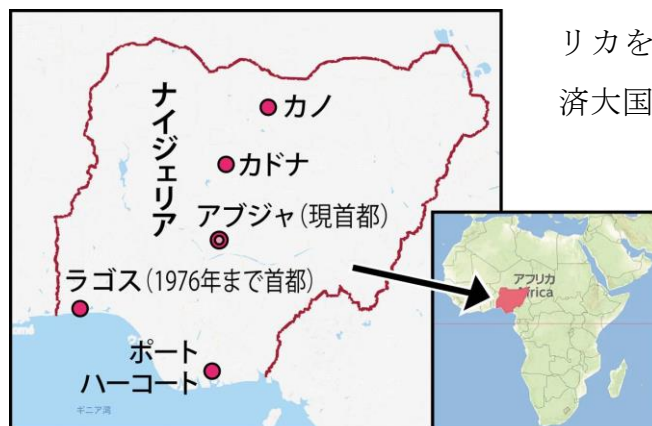 リカを
済大国
ナイジェリア
カノ
カドナ
アブジャ(現首都)
ラゴス(1976年まで首都)
ポート
ハーコート
ギニア湾
アフリカ
Africa